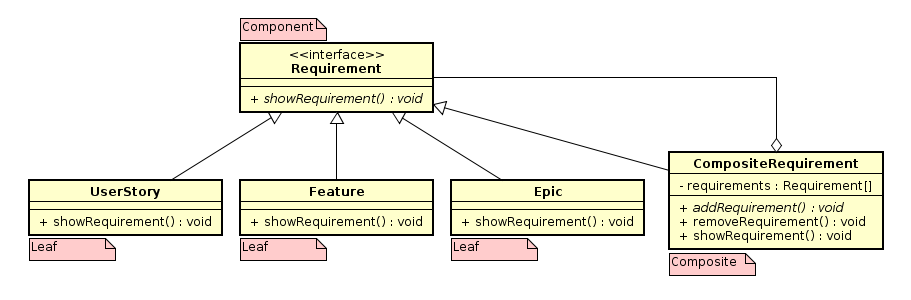 Component
<<interface>>
Requirement
+ showRequirement() : void
UserStory
+ showRequirement() : void
Leaf
Feature
+ showRequirement() : void
Leaf
Epic
+ showRequirement() : void
Leaf
CompositeRequirement
- requirements : Requirement[]
+ addRequirement() : void
+ removeRequirement() : void
+ showRequirement() : void
Composite